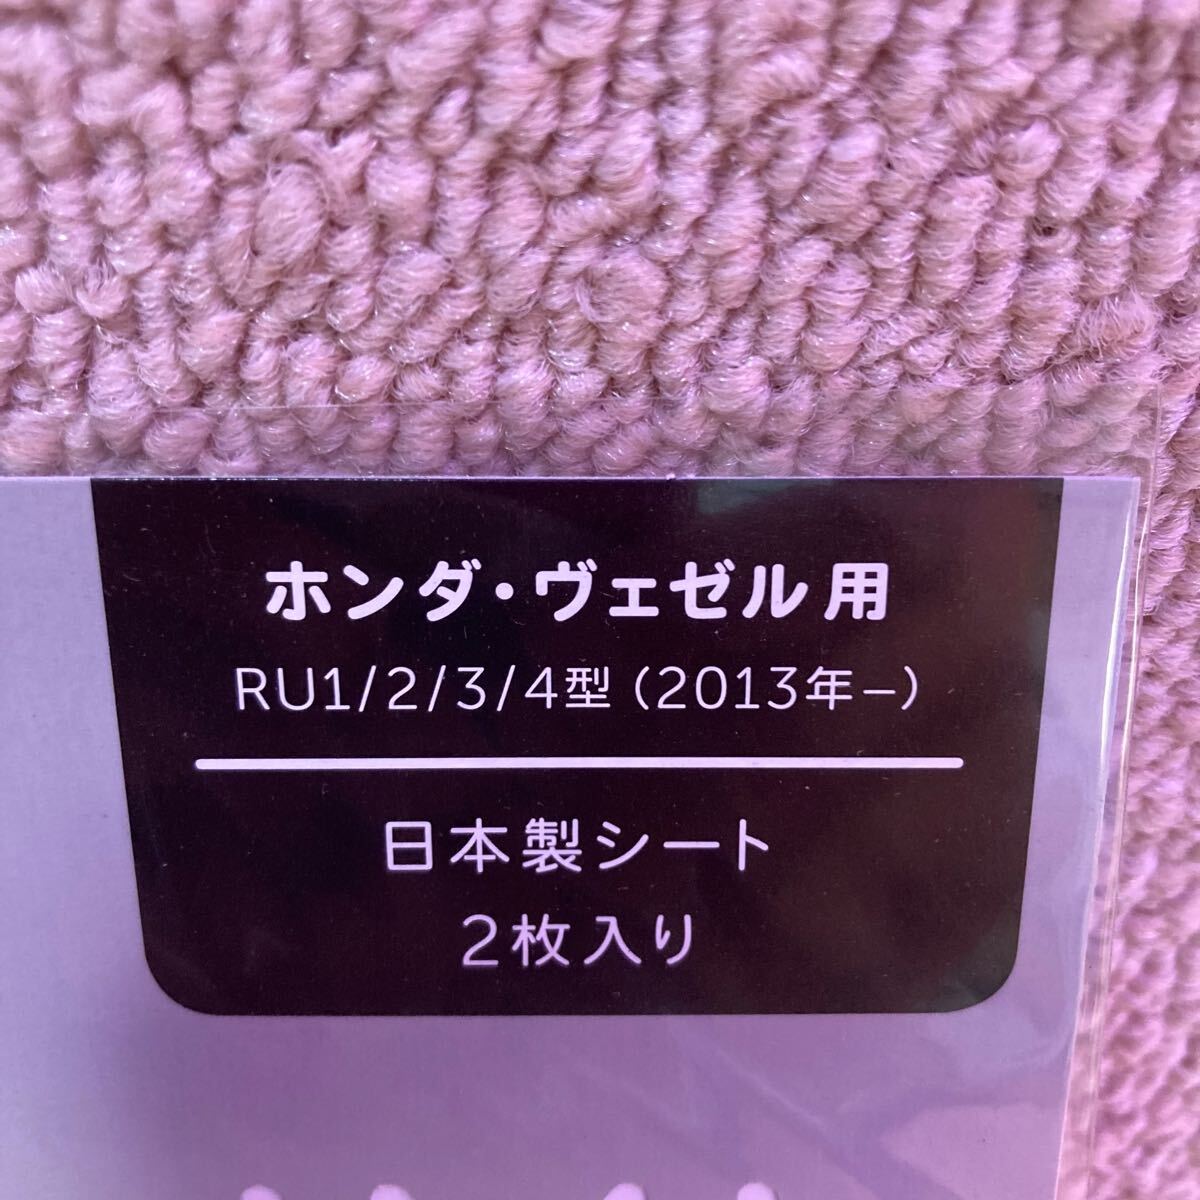 ホンダ・ヴェゼル用
RU1/2/3/4型（2013年−）
日本製シート
2枚入り